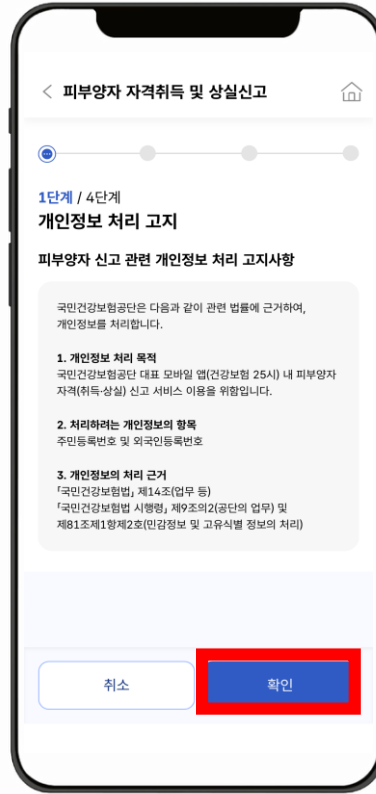 피부양자 자격취득 및 상실신고
1단계 / 4단계
개인정보 처리 고지
피부양자 신고 관련 개인정보 처리 고지사항
국민건강보험공단은 다음과 같이 관련 법률에 근거하여,
개인정보를 처리합니다.
1. 개인정보 처리 목적
국민건강보험공단 대표 모바일 앱(건강보험 25시) 내 피부양자
자격(취득·상실) 신고 서비스 이용을 위함입니다.
2. 처리하려는 개인정보의 항목
주민등록번호 및 외국인등록번호
3. 개인정보의 처리 근거
「국민건강보험법」 제14조(업무 등)
「국민건강보험법 시행령」 제9조의2(공단의 업무) 및
제81조제1항제2호(민감정보 및 고유식별 정보의 처리)
취소 확인